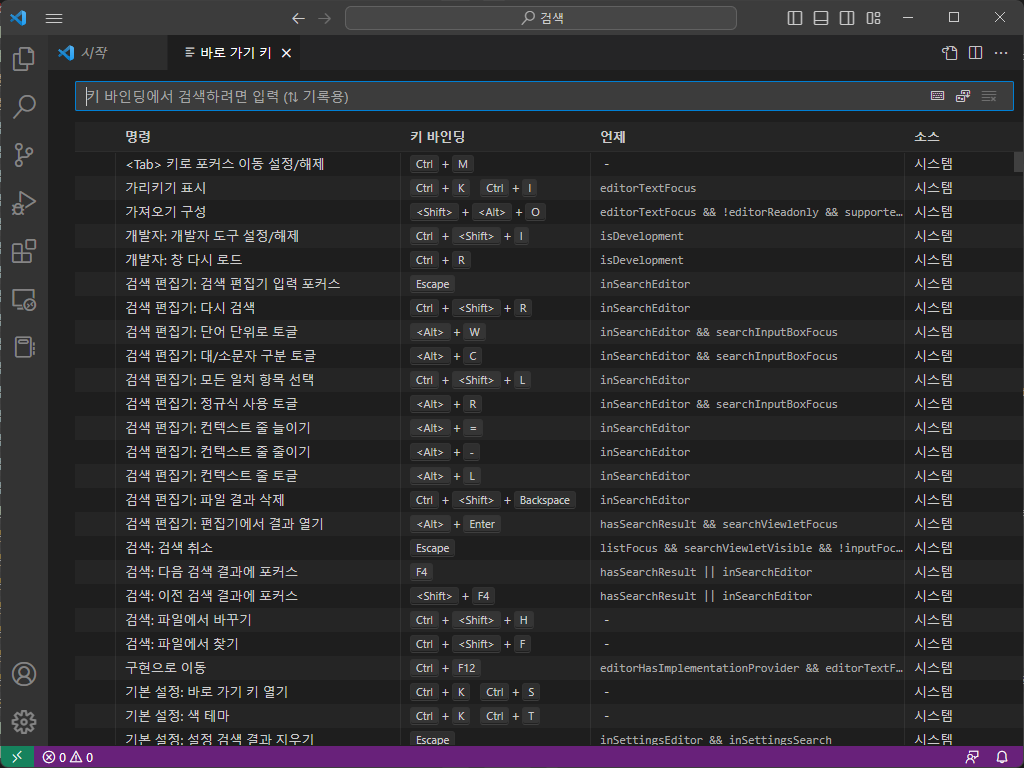 검색
시작
바로 가기 키
키 바인딩에서 검색하려면 입력 (⇅ 기록용)
명령 키 바인딩 언제 소스
<Tab> 키로 포커스 이동 설정/해제 Ctrl + M - 시스템
가리키기 표시 Ctrl + K Ctrl + I editorTextFocus 시스템
가져오기 구성 <Shift> + <Alt> + O editorTextFocus && !editorReadonly && supporte… 시스템
개발자: 개발자 도구 설정/해제 Ctrl + <Shift> + I isDevelopment 시스템
개발자: 창 다시 로드 Ctrl + R isDevelopment 시스템
검색 편집기: 검색 편집기 입력 포커스 Escape inSearchEditor 시스템
검색 편집기: 다시 검색 Ctrl + <Shift> + R inSearchEditor 시스템
검색 편집기: 단어 단위로 토글 <Alt> + W inSearchEditor && searchInputBoxFocus 시스템
검색 편집기: 대/소문자 구분 토글 <Alt> + C inSearchEditor && searchInputBoxFocus 시스템
검색 편집기: 모든 일치 항목 선택 Ctrl + <Shift> + L inSearchEditor 시스템
검색 편집기: 정규식 사용 토글 <Alt> + R inSearchEditor && searchInputBoxFocus 시스템
검색 편집기: 컨텍스트 줄 늘이기 <Alt> + = inSearchEditor 시스템
검색 편집기: 컨텍스트 줄 줄이기 <Alt> + - inSearchEditor 시스템
검색 편집기: 컨텍스트 줄 토글 <Alt> + L inSearchEditor 시스템
검색 편집기: 파일 결과 삭제 Ctrl + <Shift> + Backspace inSearchEditor 시스템
검색 편집기: 편집기에서 결과 열기 <Alt> + Enter hasSearchResult && searchViewletFocus 시스템
검색: 검색 취소 Escape listFocus && searchViewletVisible && !inputFoc… 시스템
검색: 다음 검색 결과에 포커스 F4 hasSearchResult || inSearchEditor 시스템
검색: 이전 검색 결과에 포커스 <Shift> + F4 hasSearchResult || inSearchEditor 시스템
검색: 파일에서 바꾸기 Ctrl + <Shift> + H - 시스템
검색: 파일에서 찾기 Ctrl + <Shift> + F - 시스템
구현으로 이동 Ctrl + F12 editorHasImplementationProvider && editorTextF… 시스템
기본 설정: 바로 가기 키 열기 Ctrl + K Ctrl + S - 시스템
기본 설정: 색 테마 Ctrl + K Ctrl + T - 시스템
기본 설정: 설정 검색 결과 지우기 Escape inSettingsEditor && inSettingsSearch 시스템
0 0